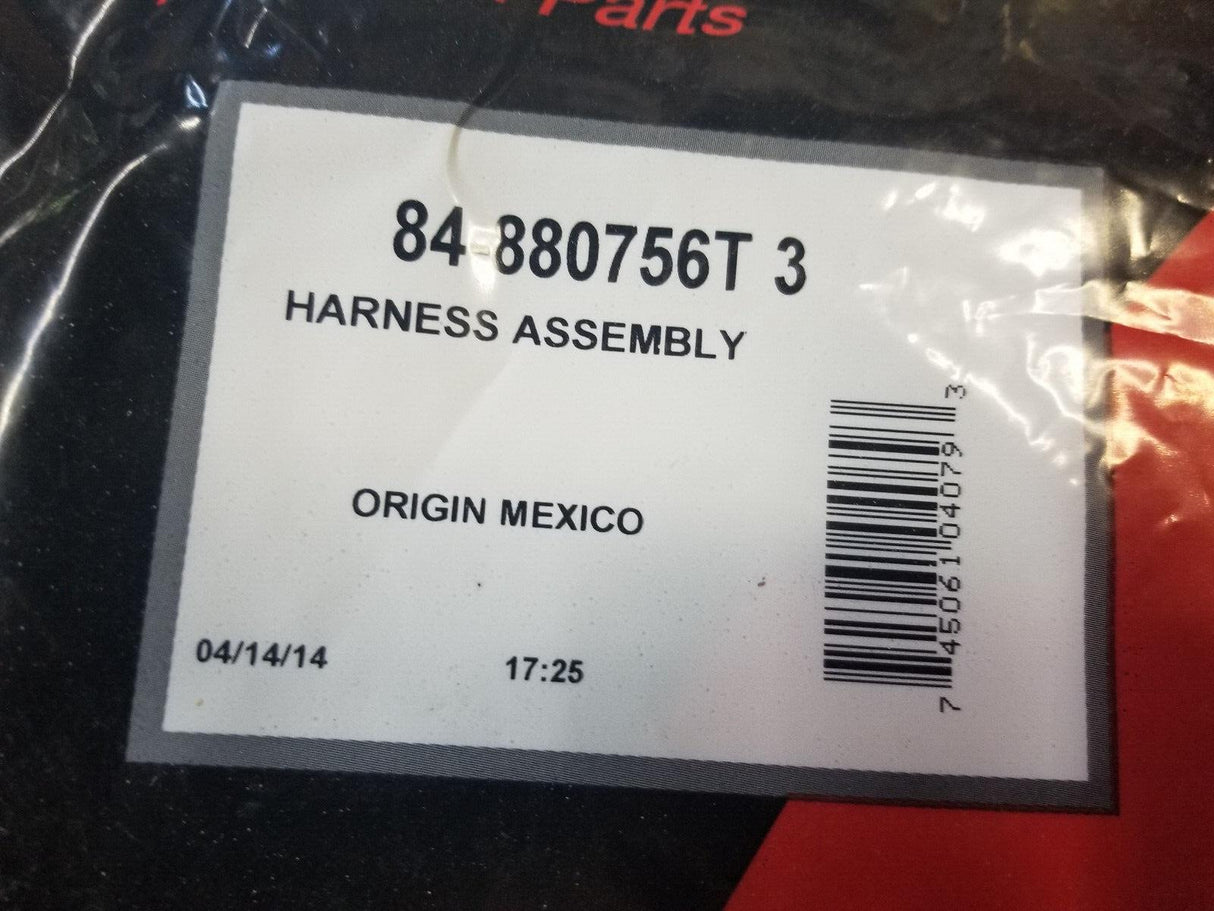 Parts
84-880756T 3
HARNESS ASSEMBLY
ORIGIN MEXICO
04/14/14 17:25
7 45061 04079 3